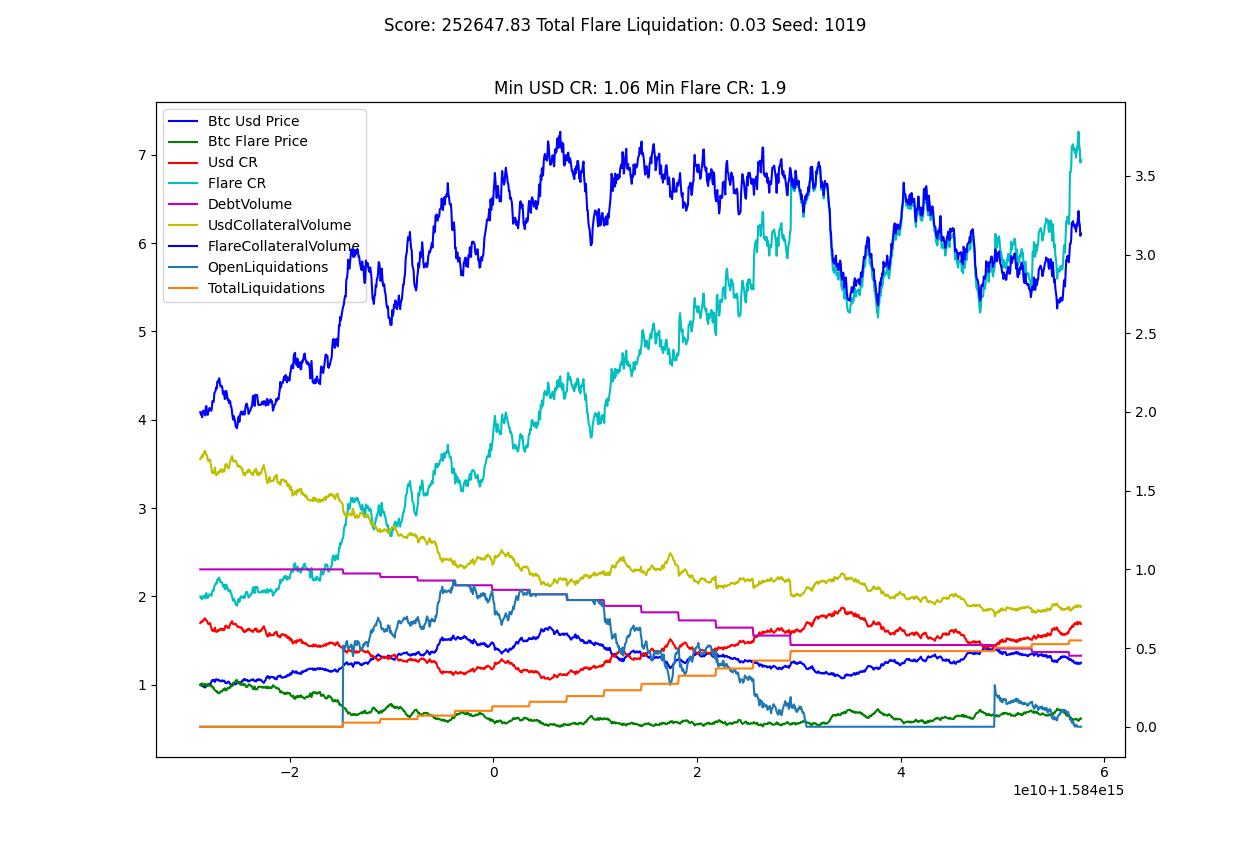 Score: 252647.83 Total Flare Liquidation: 0.03 Seed: 1019
Min USD CR: 1.06 Min Flare CR: 1.9
Btc Usd Price
Btc Flare Price
Usd CR
Flare CR
DebtVolume
UsdCollateralVolume
FlareCollateralVolume
OpenLiquidations
TotalLiquidations
7
6
5
4
3
2
1
3.5
3.0
2.5
2.0
1.5
1.0
0.5
0.0
−2 0 2 4 6
1e10+1.584e15